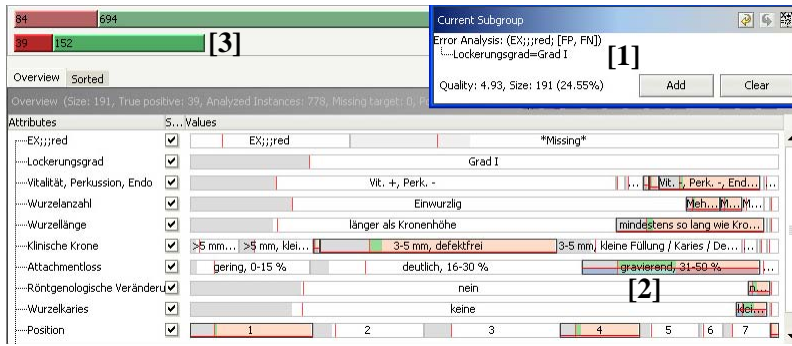 84 694
39 152 [3]
Current Subgroup
Error Analysis: (EX;;;red; [FP, FN])
Lockerungsgrad=Grad I [1]
Quality: 4.93, Size: 191 (24.55%) Add Clear
Overview Sorted
Overview (Size: 191, True positive: 39, Analyzed Instances: 778, Missing target: 0,
Attributes S... Values
EX;;;red EX;;;red *Missing*
Lockerungsgrad Grad I
Vitalität, Perkussion, Endo Vit. +, Perk. - ... Vit. -, Perk. -, End... ...
Wurzelanzahl Einwurzlig Meh... M... M...
Wurzellänge länger als Kronenhöhe mindestens so lang wie Kro...
Klinische Krone >5 mm... >5 mm, klei... 3-5 mm, defektfrei 3-5 mm, kleine Füllung / Karies / De... ...
Attachmentloss gering, 0-15 % deutlich, 16-30 % gravierend, 31-50 % ...
[2]
Röntgenologische Veränderu nein n...
Wurzelkaries keine klei...
Position 1 2 3 4 5 6 7